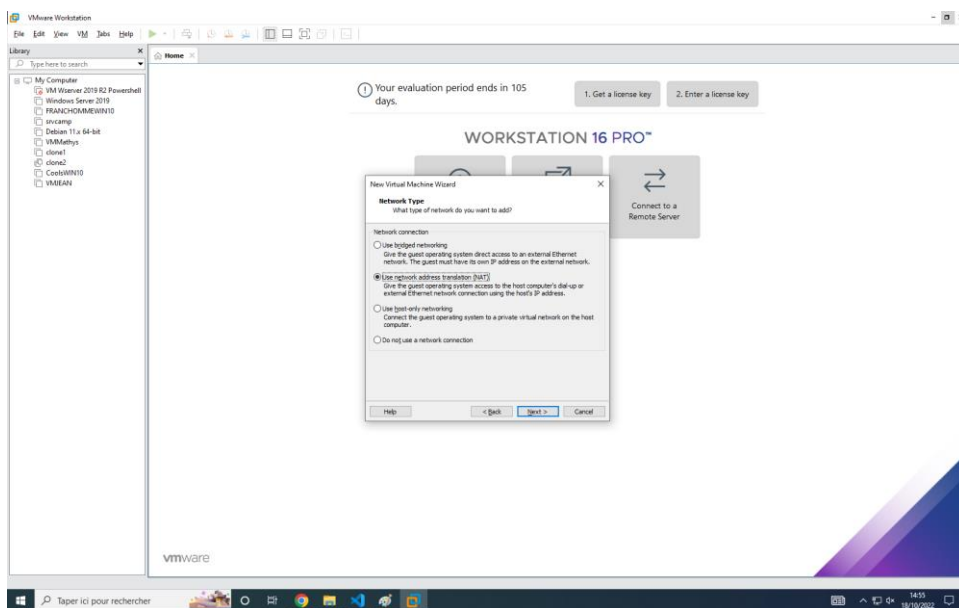 VMware Workstation
File Edit View VM Tabs Help
Library
Type here to search
My Computer
VM Wserver 2019 R2 Powershell
Windows Server 2019
FRANCHOMMEWIN10
srvcamp
Debian 11.x 64-bit
VMMathys
clone1
clone2
CoolsWIN10
VMJEAN
Home
Your evaluation period ends in 105
days.
1. Get a license key
2. Enter a license key
WORKSTATION 16 PRO™
Connect to a
Remote Server
New Virtual Machine Wizard
Network Type
What type of network do you want to add?
Network connection
Use bridged networking
Give the guest operating system direct access to an external Ethernet
network. The guest must have its own IP address on the external network.
Use network address translation (NAT)
Give the guest operating system access to the host computer's dial-up or
external Ethernet network connection using the host's IP address.
Use host-only networking
Connect the guest operating system to a private virtual network on the host
computer.
Do not use a network connection
Help
< Back
Next >
Cancel
vmware
Taper ici pour rechercher
14:55
18/10/2022